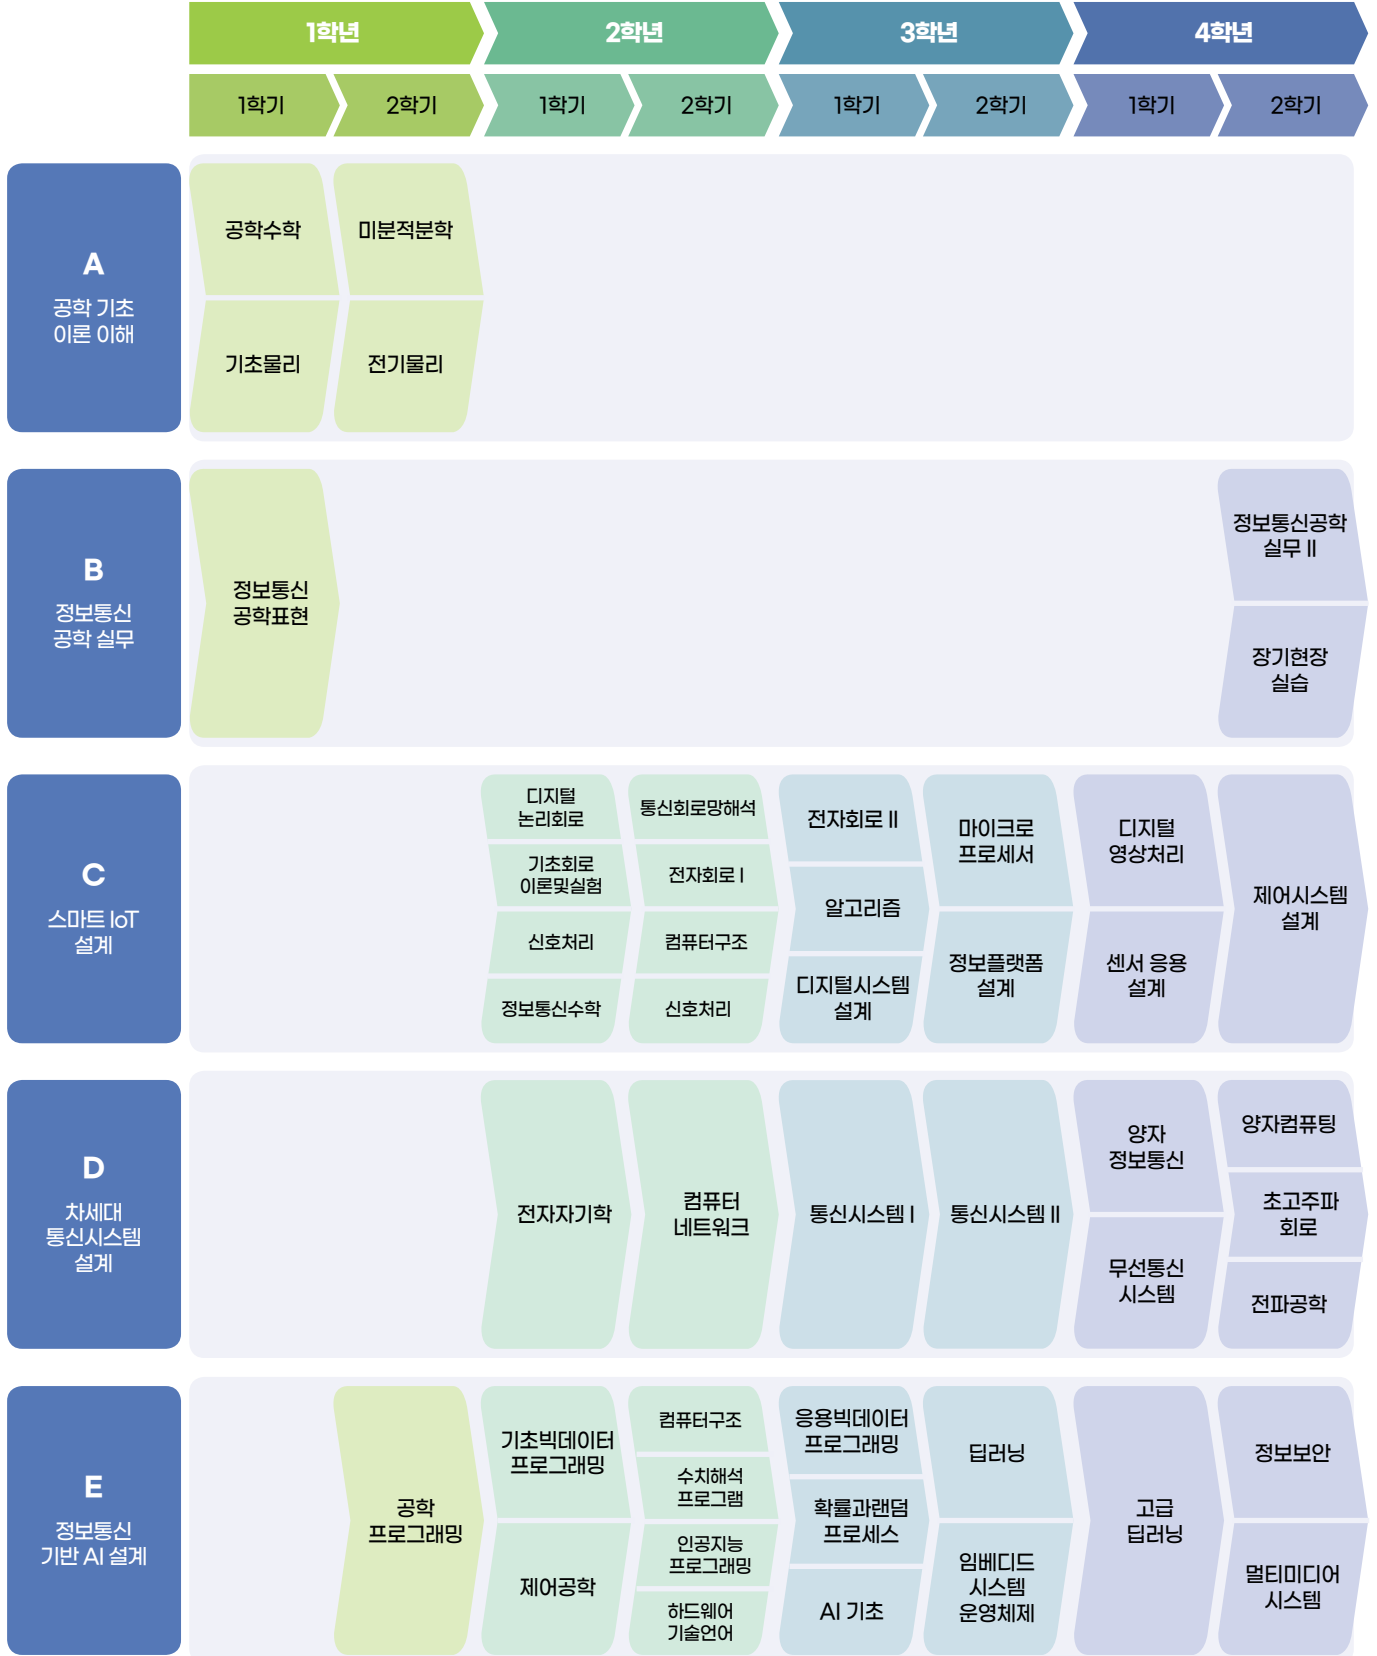 1학년
2학년
3학년
4학년
1학기
2학기
1학기
2학기
1학기
2학기
1학기
2학기
A
공학 기초
이론 이해
공학수학
미분적분학
기초물리
전기물리
B
정보통신
공학 실무
정보통신
공학표현
정보통신공학
실무 II
장기현장
실습
C
스마트 IoT
설계
디지털
논리회로
기초회로
이론및실험
신호처리
정보통신수학
통신회로망해석
전자회로 I
컴퓨터구조
신호처리
전자회로 II
알고리즘
디지털시스템
설계
마이크로
프로세서
정보플랫폼
설계
디지털
영상처리
센서 응용
설계
제어시스템
설계
D
차세대
통신시스템
설계
전자자기학
컴퓨터
네트워크
통신시스템 I
통신시스템 II
양자
정보통신
무선통신
시스템
양자컴퓨팅
초고주파
회로
전파공학
E
정보통신
기반 AI 설계
공학
프로그래밍
기초빅데이터
프로그래밍
제어공학
컴퓨터구조
수치해석
프로그램
인공지능
프로그래밍
하드웨어
기술언어
응용빅데이터
프로그래밍
확률과랜덤
프로세스
AI 기초
딥러닝
임베디드
시스템
운영체제
고급
딥러닝
정보보안
멀티미디어
시스템